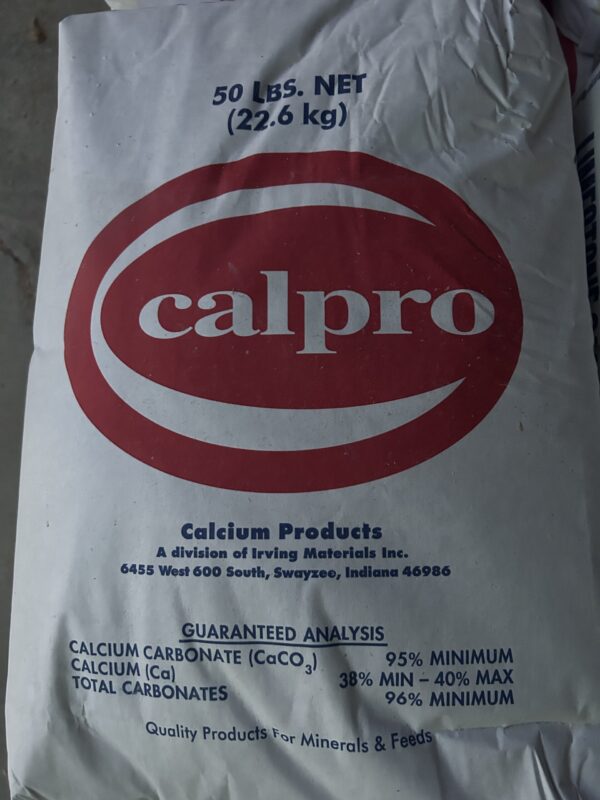 50 LBS. NET
(22.6 kg)
calpro
Calcium Products
A division of Irving Materials Inc.
6455 West 600 South, Swayzee, Indiana 46986
GUARANTEED ANALYSIS
CALCIUM CARBONATE (CaCO₃) 95% MINIMUM
CALCIUM (Ca) 38% MIN – 40% MAX
TOTAL CARBONATES 96% MINIMUM
Quality Products For Minerals & Feeds